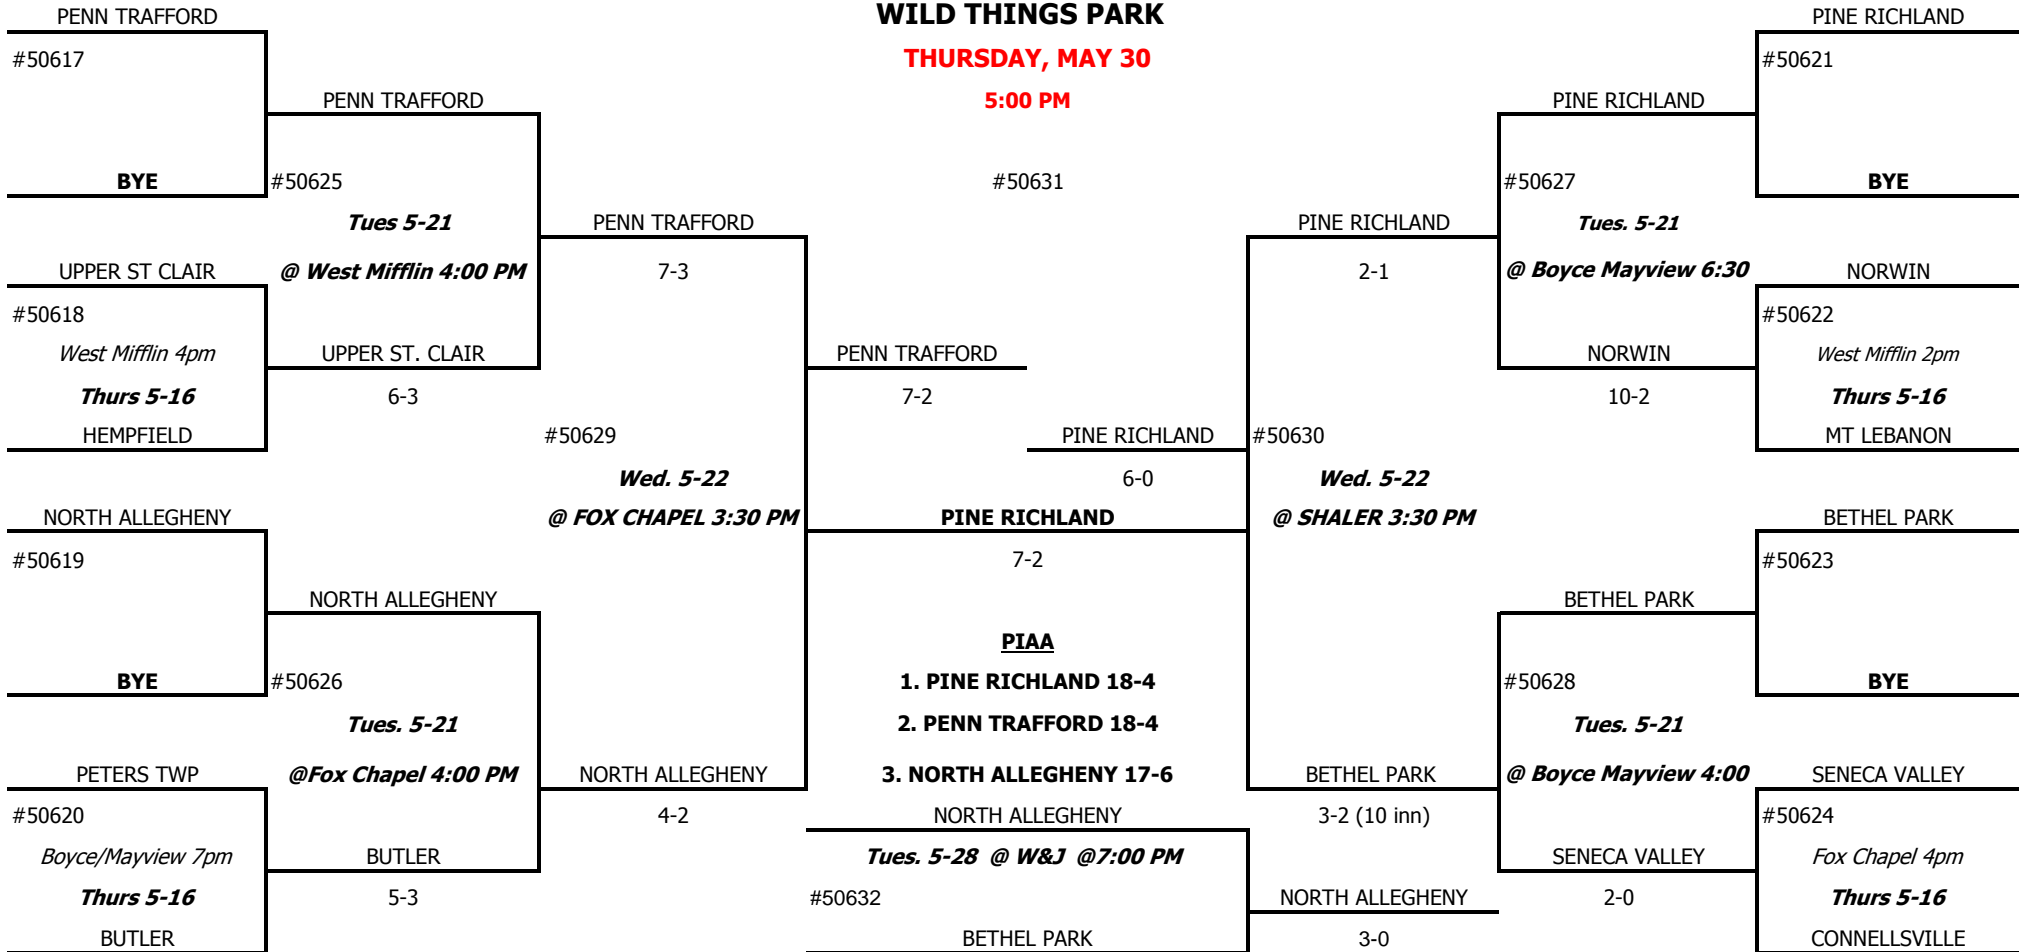 PENN TRAFFORD
WILD THINGS PARK
PINE RICHLAND
#50617
THURSDAY, MAY 30
#50621
PENN TRAFFORD
5:00 PM
PINE RICHLAND
BYE
#50625
#50631
#50627
BYE
Tues 5-21
PENN TRAFFORD
PINE RICHLAND
Tues. 5-21
UPPER ST CLAIR
@ West Mifflin 4:00 PM
7-3
2-1
@ Boyce Mayview 6:30
NORWIN
#50618
#50622
West Mifflin 4pm
UPPER ST. CLAIR
PENN TRAFFORD
NORWIN
West Mifflin 2pm
Thurs 5-16
6-3
7-2
10-2
Thurs 5-16
HEMPFIELD
#50629
PINE RICHLAND
#50630
MT LEBANON
Wed. 5-22
6-0
Wed. 5-22
NORTH ALLEGHENY
@ FOX CHAPEL 3:30 PM
PINE RICHLAND
@ SHALER 3:30 PM
BETHEL PARK
#50619
7-2
#50623
NORTH ALLEGHENY
BETHEL PARK
PIAA
BYE
#50626
1. PINE RICHLAND 18-4
#50628
BYE
Tues. 5-21
2. PENN TRAFFORD 18-4
Tues. 5-21
PETERS TWP
@Fox Chapel 4:00 PM
NORTH ALLEGHENY
3. NORTH ALLEGHENY 17-6
BETHEL PARK
@ Boyce Mayview 4:00
SENECA VALLEY
#50620
4-2
NORTH ALLEGHENY
3-2 (10 inn)
#50624
Boyce/Mayview 7pm
BUTLER
Tues. 5-28 @ W&J @7:00 PM
SENECA VALLEY
Fox Chapel 4pm
Thurs 5-16
5-3
#50632
NORTH ALLEGHENY
2-0
Thurs 5-16
BUTLER
BETHEL PARK
3-0
CONNELLSVILLE